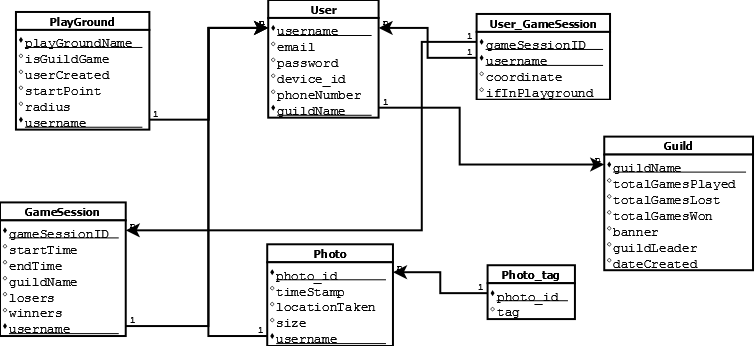 PlayGround
playGroundName
isGuildGame
userCreated
startPoint
radius
username
1
User
username
email
password
device_id
phoneNumber
guildName
1
User_GameSession
gameSessionID
username
coordinate
ifInPlayground
1
1
Guild
guildName
totalGamesPlayed
totalGamesLost
totalGamesWon
banner
guildLeader
dateCreated
GameSession
gameSessionID
startTime
endTime
guildName
losers
winners
username
1
Photo
photo_id
timeStamp
locationTaken
size
username
1
Photo_tag
photo_id
tag
1